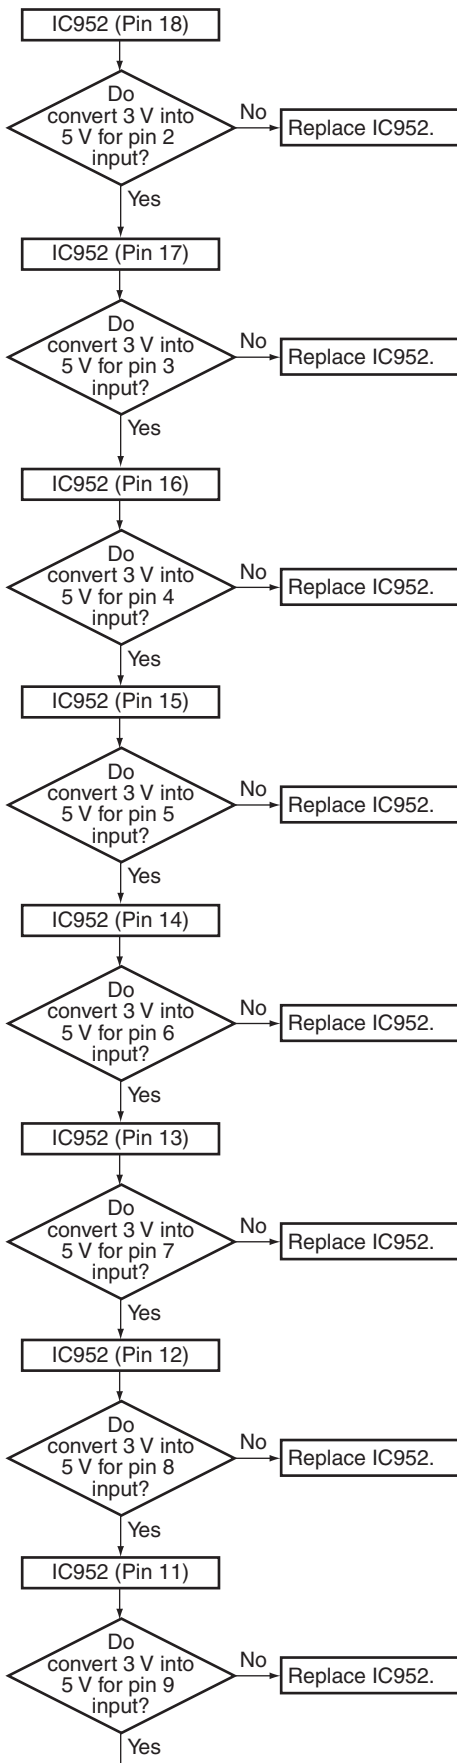 IC952 (Pin 18)
Do
convert 3 V into
5 V for pin 2
input?
No
Replace IC952.
Yes
IC952 (Pin 17)
Do
convert 3 V into
5 V for pin 3
input?
No
Replace IC952.
Yes
IC952 (Pin 16)
Do
convert 3 V into
5 V for pin 4
input?
No
Replace IC952.
Yes
IC952 (Pin 15)
Do
convert 3 V into
5 V for pin 5
input?
No
Replace IC952.
Yes
IC952 (Pin 14)
Do
convert 3 V into
5 V for pin 6
input?
No
Replace IC952.
Yes
IC952 (Pin 13)
Do
convert 3 V into
5 V for pin 7
input?
No
Replace IC952.
Yes
IC952 (Pin 12)
Do
convert 3 V into
5 V for pin 8
input?
No
Replace IC952.
Yes
IC952 (Pin 11)
Do
convert 3 V into
5 V for pin 9
input?
No
Replace IC952.
Yes